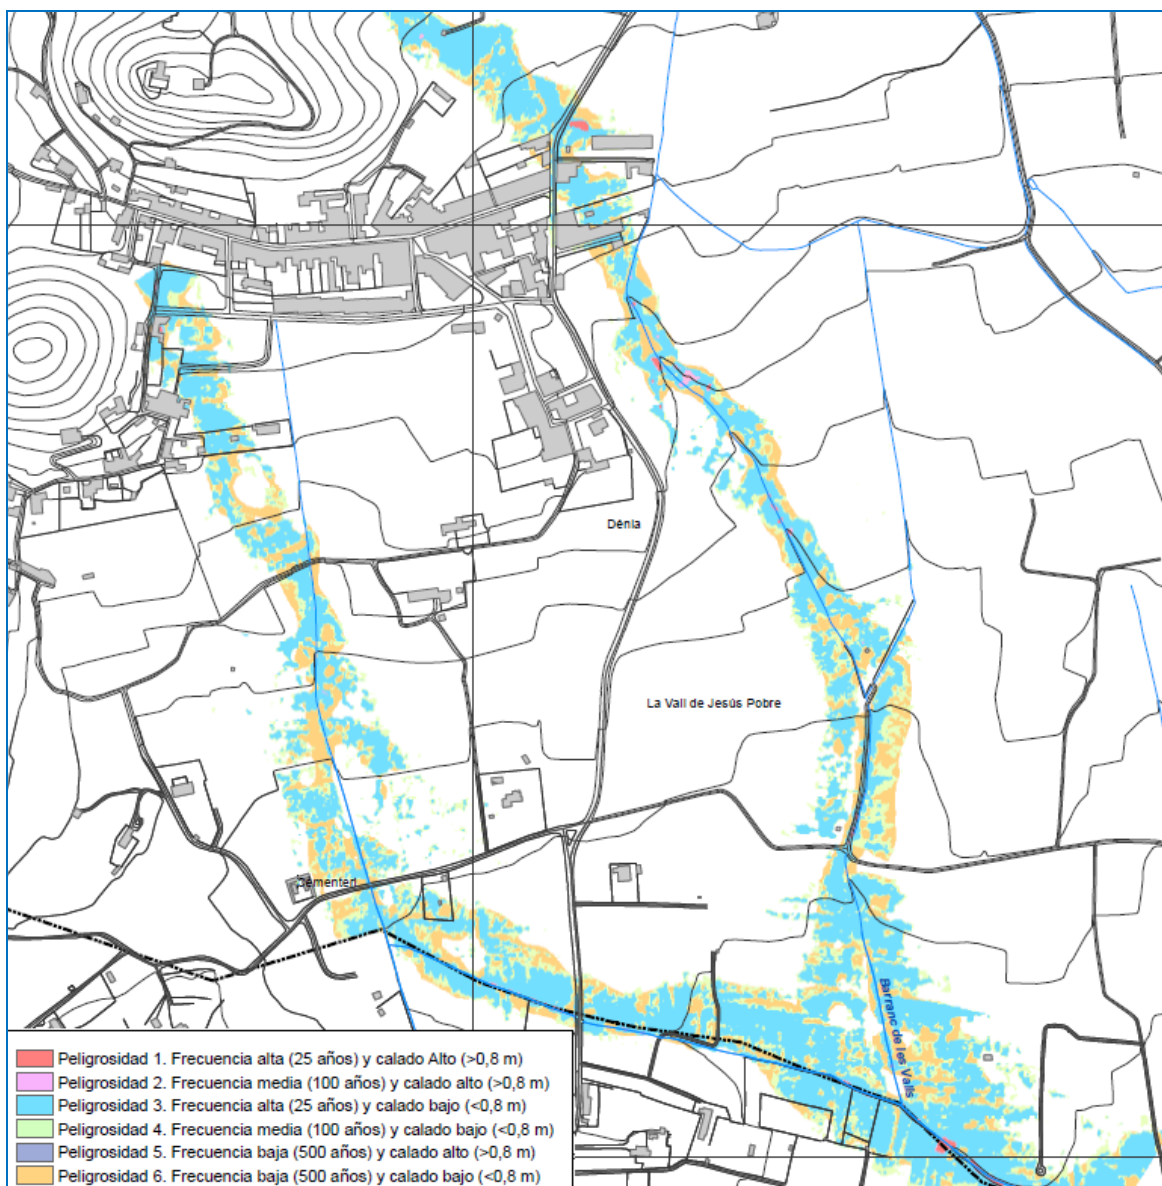 Dénia
La Vall de Jesús Pobre
Cementeri
Barranc de les Valls
Peligrosidad 1. Frecuencia alta (25 años) y calado Alto (>0,8 m)
Peligrosidad 2. Frecuencia media (100 años) y calado alto (>0,8 m)
Peligrosidad 3. Frecuencia alta (25 años) y calado bajo (<0,8 m)
Peligrosidad 4. Frecuencia media (100 años) y calado bajo (<0,8 m)
Peligrosidad 5. Frecuencia baja (500 años) y calado alto (>0,8 m)
Peligrosidad 6. Frecuencia baja (500 años) y calado bajo (<0,8 m)